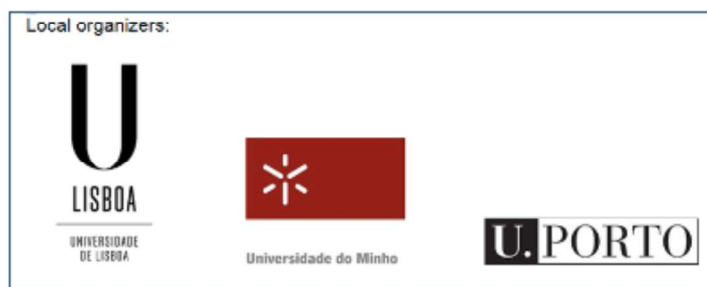 Local organizers:
U
LISBOA
UNIVERSIDADE
DE LISBOA
Universidade do Minho
U. PORTO